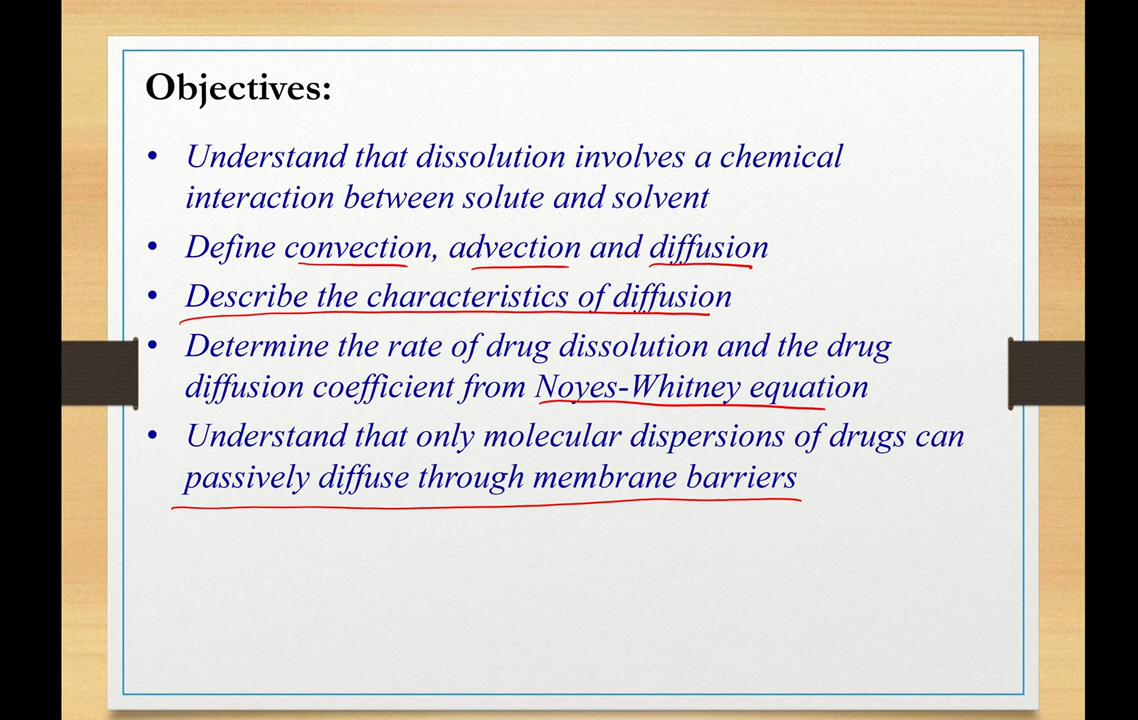 Objectives:
• Understand that dissolution involves a chemical
interaction between solute and solvent
• Define convection, advection and diffusion
• Describe the characteristics of diffusion
• Determine the rate of drug dissolution and the drug
diffusion coefficient from Noyes-Whitney equation
• Understand that only molecular dispersions of drugs can
passively diffuse through membrane barriers